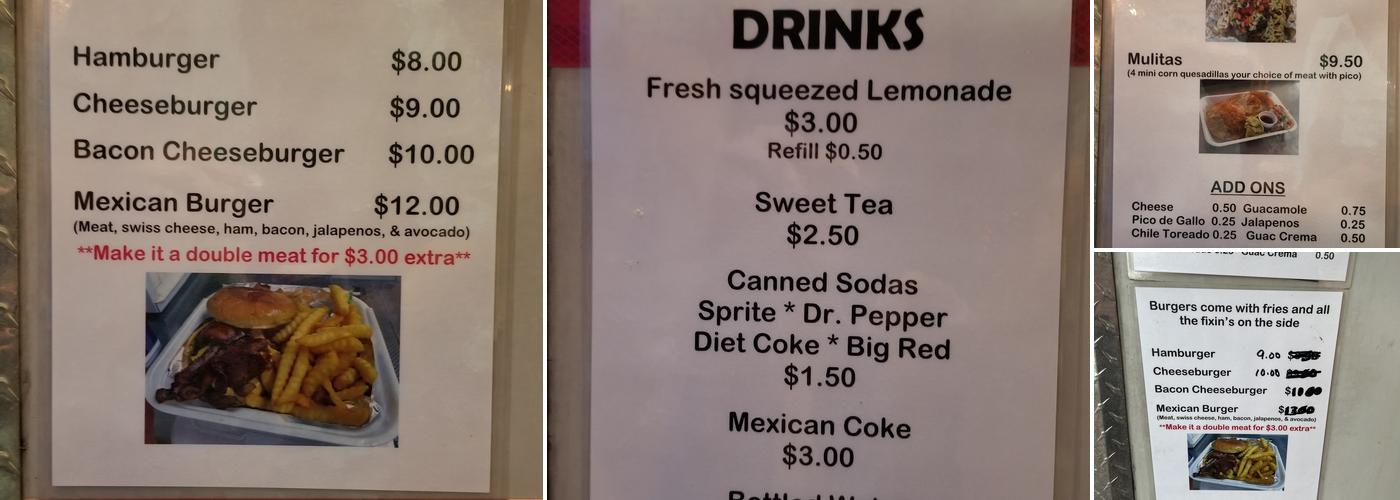 Hamburger $8.00
Cheeseburger $9.00
Bacon Cheeseburger $10.00
Mexican Burger $12.00
(Meat, swiss cheese, ham, bacon, jalapenos, & avocado)
**Make it a double meat for $3.00 extra**
DRINKS
Fresh squeezed Lemonade
$3.00
Refill $0.50
Sweet Tea
$2.50
Canned Sodas
Sprite * Dr. Pepper
Diet Coke * Big Red
$1.50
Mexican Coke
$3.00
Mulitas $9.50
(4 mini corn quesadillas your choice of meat with pico)
ADD ONS
Cheese 0.50 Guacamole 0.75
Pico de Gallo 0.25 Jalapenos 0.25
Chile Toreado 0.25 Guac Crema 0.50
Guac Crema 0.50
Burgers come with fries and all
the fixin's on the side
Hamburger 9.00
Cheeseburger 10.00
Bacon Cheeseburger
Mexican Burger
(Meat, swiss cheese, ham, bacon, jalapenos, & avocado)
**Make it a double meat for $3.00 extra**